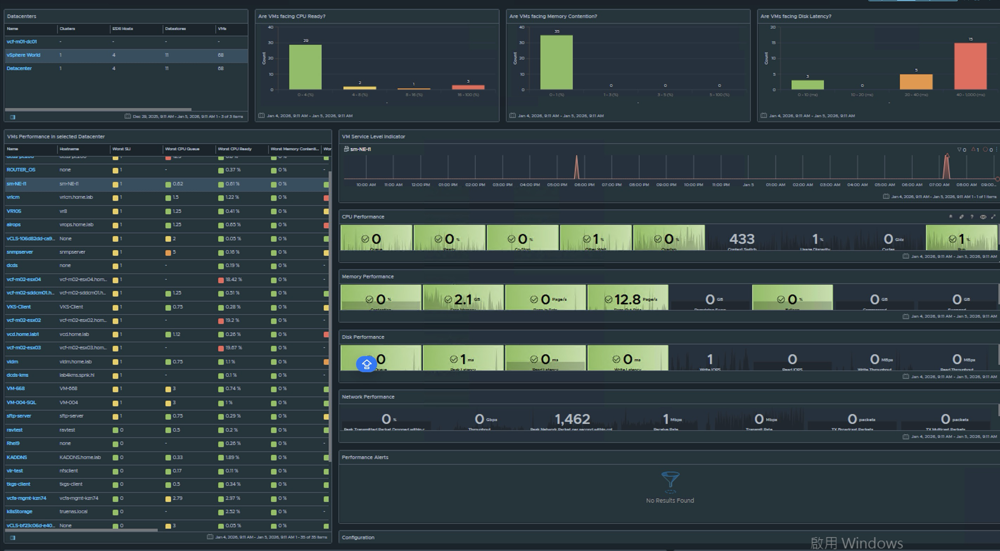 Datacenters
Name Clusters ESXi Hosts Datastores VMs
vcf-m01-dc01 - - - -
vSphere World 1 4 11 68
Datacenter 1 4 11 68
Dec 29, 2025, 9:11 AM - Jan 5, 2026, 9:11 AM 1 - 3 of 3 items
Are VMs facing CPU Ready?
Count
40
30
20
10
0
29 2 1 3
0 - 4 (%) 4 - 8 (%) 8 - 16 (%) 16 - 100 (%)
-
Jan 4, 2026, 9:11 AM - Jan 5, 2026, 9:11 AM
Are VMs facing Memory Contention?
Count
40
30
20
10
0
35 0 0 0
0 - 1 (%) 1 - 3 (%) 3 - 5 (%) 5 - 100 (%)
-
Jan 4, 2026, 9:11 AM - Jan 5, 2026, 9:11 AM
Are VMs facing Disk Latency?
Count
20
15
10
5
0
3 0 5 15
0 - 10 (ms) 10 - 20 (ms) 20 - 40 (ms) 40 - 1,000 (ms)
-
Jan 4, 2026, 9:11 AM - Jan 5, 2026, 9:11 AM
VMs Performance in selected Datacenter
Name Hostname Worst SLI Worst CPU Queue Worst CPU Ready Worst Memory Contenti... Wor
ROUTER_OS none 1 - 0.37 % 0 % -
sm-NE-I1 sm-NE-I1 1 0.62 0.61 % 0 %
vrlcm vrlcm.home.lab 1 1.5 1.22 % 0 %
VR105 vr8 1 1.25 0.41 % 0 %
airops vrops.home.lab 1 1.25 0.65 % 0 %
vCLS-106d82dd-ca9... None 1 2 0.05 % 0 %
snmpserver snmpserver 1 5 0.16 % 0 %
dcds none 1 - 0.19 % 0 % -
vcf-m02-esx04 vcf-m02-esx04.hom... 1 - 18.42 % 0 % -
vcf-m02-sddcm01.h... vcf-m02-sddcm01.h... 1 1.25 0.51 % 0 %
VKS-Client VKS-Client 1 0.75 0.28 % 0 %
vcf-m02-esx02 vcf-m02-esx02.hom... 1 - 19.2 % 0 % -
vcd.home.lab1 vcd.home.lab 1 1.12 0.26 % 0 %
vcf-m02-esx03 vcf-m02-esx03.hom... 1 - 19.67 % 0 % -
vidm vidm.home.lab 1 0.75 1.1 % 0 %
dcds-kms lab4kms.sprik.hl 1 - 0.1 % 0 % -
VM-668 VM-668 1 3 0.74 % 0 %
VM-004-SQL VM-004 1 3 1 % 0 %
sftp-server sftp-server 1 0.75 0.29 % 0 %
ravtest ravtest 0 0.5 0.2 % 0 %
Rhel9 none 0 - 0.26 % 0 % -
KADDNS KADDNS.home.lab 0 0.33 1.89 % 0 %
vlr-test nfsclient 0 0.17 0.11 % 0 %
tkgs-client tkgs-client 0 0.5 0.34 % 0 %
vcfa-mgmt-kzn74 vcfa-mgmt-kzn74 0 2.79 2.97 % 0 %
k8sStorage truenas.local 0 - 2.52 % 0 % -
vCLS-bf23c06d-e40... None 0 3 0.05 % 0 %
Jan 4, 2026, 9:11 AM - Jan 5, 2026, 9:11 AM 1 - 35 of 35 items
VM Service Level Indicator
sm-NE-I1
0 1 0
10:00 AM 11:00 AM 12:00 PM 01:00 PM 02:00 PM 03:00 PM 04:00 PM 05:00 PM 06:00 PM 07:00 PM 08:00 PM 09:00 PM 10:00 PM 11:00 PM Jan 5 01:00 AM 02:00 AM 03:00 AM 04:00 AM 05:00 AM 06:00 AM 07:00 AM 08:00 AM 09:00...
Jan 4, 2026, 9:11 AM - Jan 5, 2026, 9:11 AM 1 - 1 of 1 items
CPU Performance
0 0 % 0 % 1 % 0 % 433 1 % 0 GHz 1 %
Queue Ready Co-Stop Other Wait Overlap Context Switch Usage Disparity Cycles Run
Jan 4, 2026, 9:11 AM - Jan 5, 2026, 9:11 AM
Memory Performance
0 % 2.1 GB 0 Page/s 12.8 Page/s 0 GB 0 % 0 GB 0 GB
Contention Free Memory Page In Rate Page Out Rate Remaining Swap Balloon Compressed Swapped
Jan 4, 2026, 9:11 AM - Jan 5, 2026, 9:11 AM
Disk Performance
0 1 ms 0 ms 0 ms 1 0 0 MBps 0 MBps
Queue Peak Latency Read Latency Write Latency Write IOPS Read IOPS Write Throughput Read Throughput
Jan 4, 2026, 9:11 AM - Jan 5, 2026, 9:11 AM
Network Performance
0 % 0 Gbps 1,462 1 Mbps 0 Mbps 0 packets 0 packets
Peak Transmitted Packet Dropped within c Throughput Peak Network Packet per second within col Receive Rate Transmit Rate TX Broadcast Packets TX Multicast Packets
Jan 4, 2026, 9:11 AM - Jan 5, 2026, 9:11 AM
Performance Alerts
No Results Found
Configuration
啟用 Windows